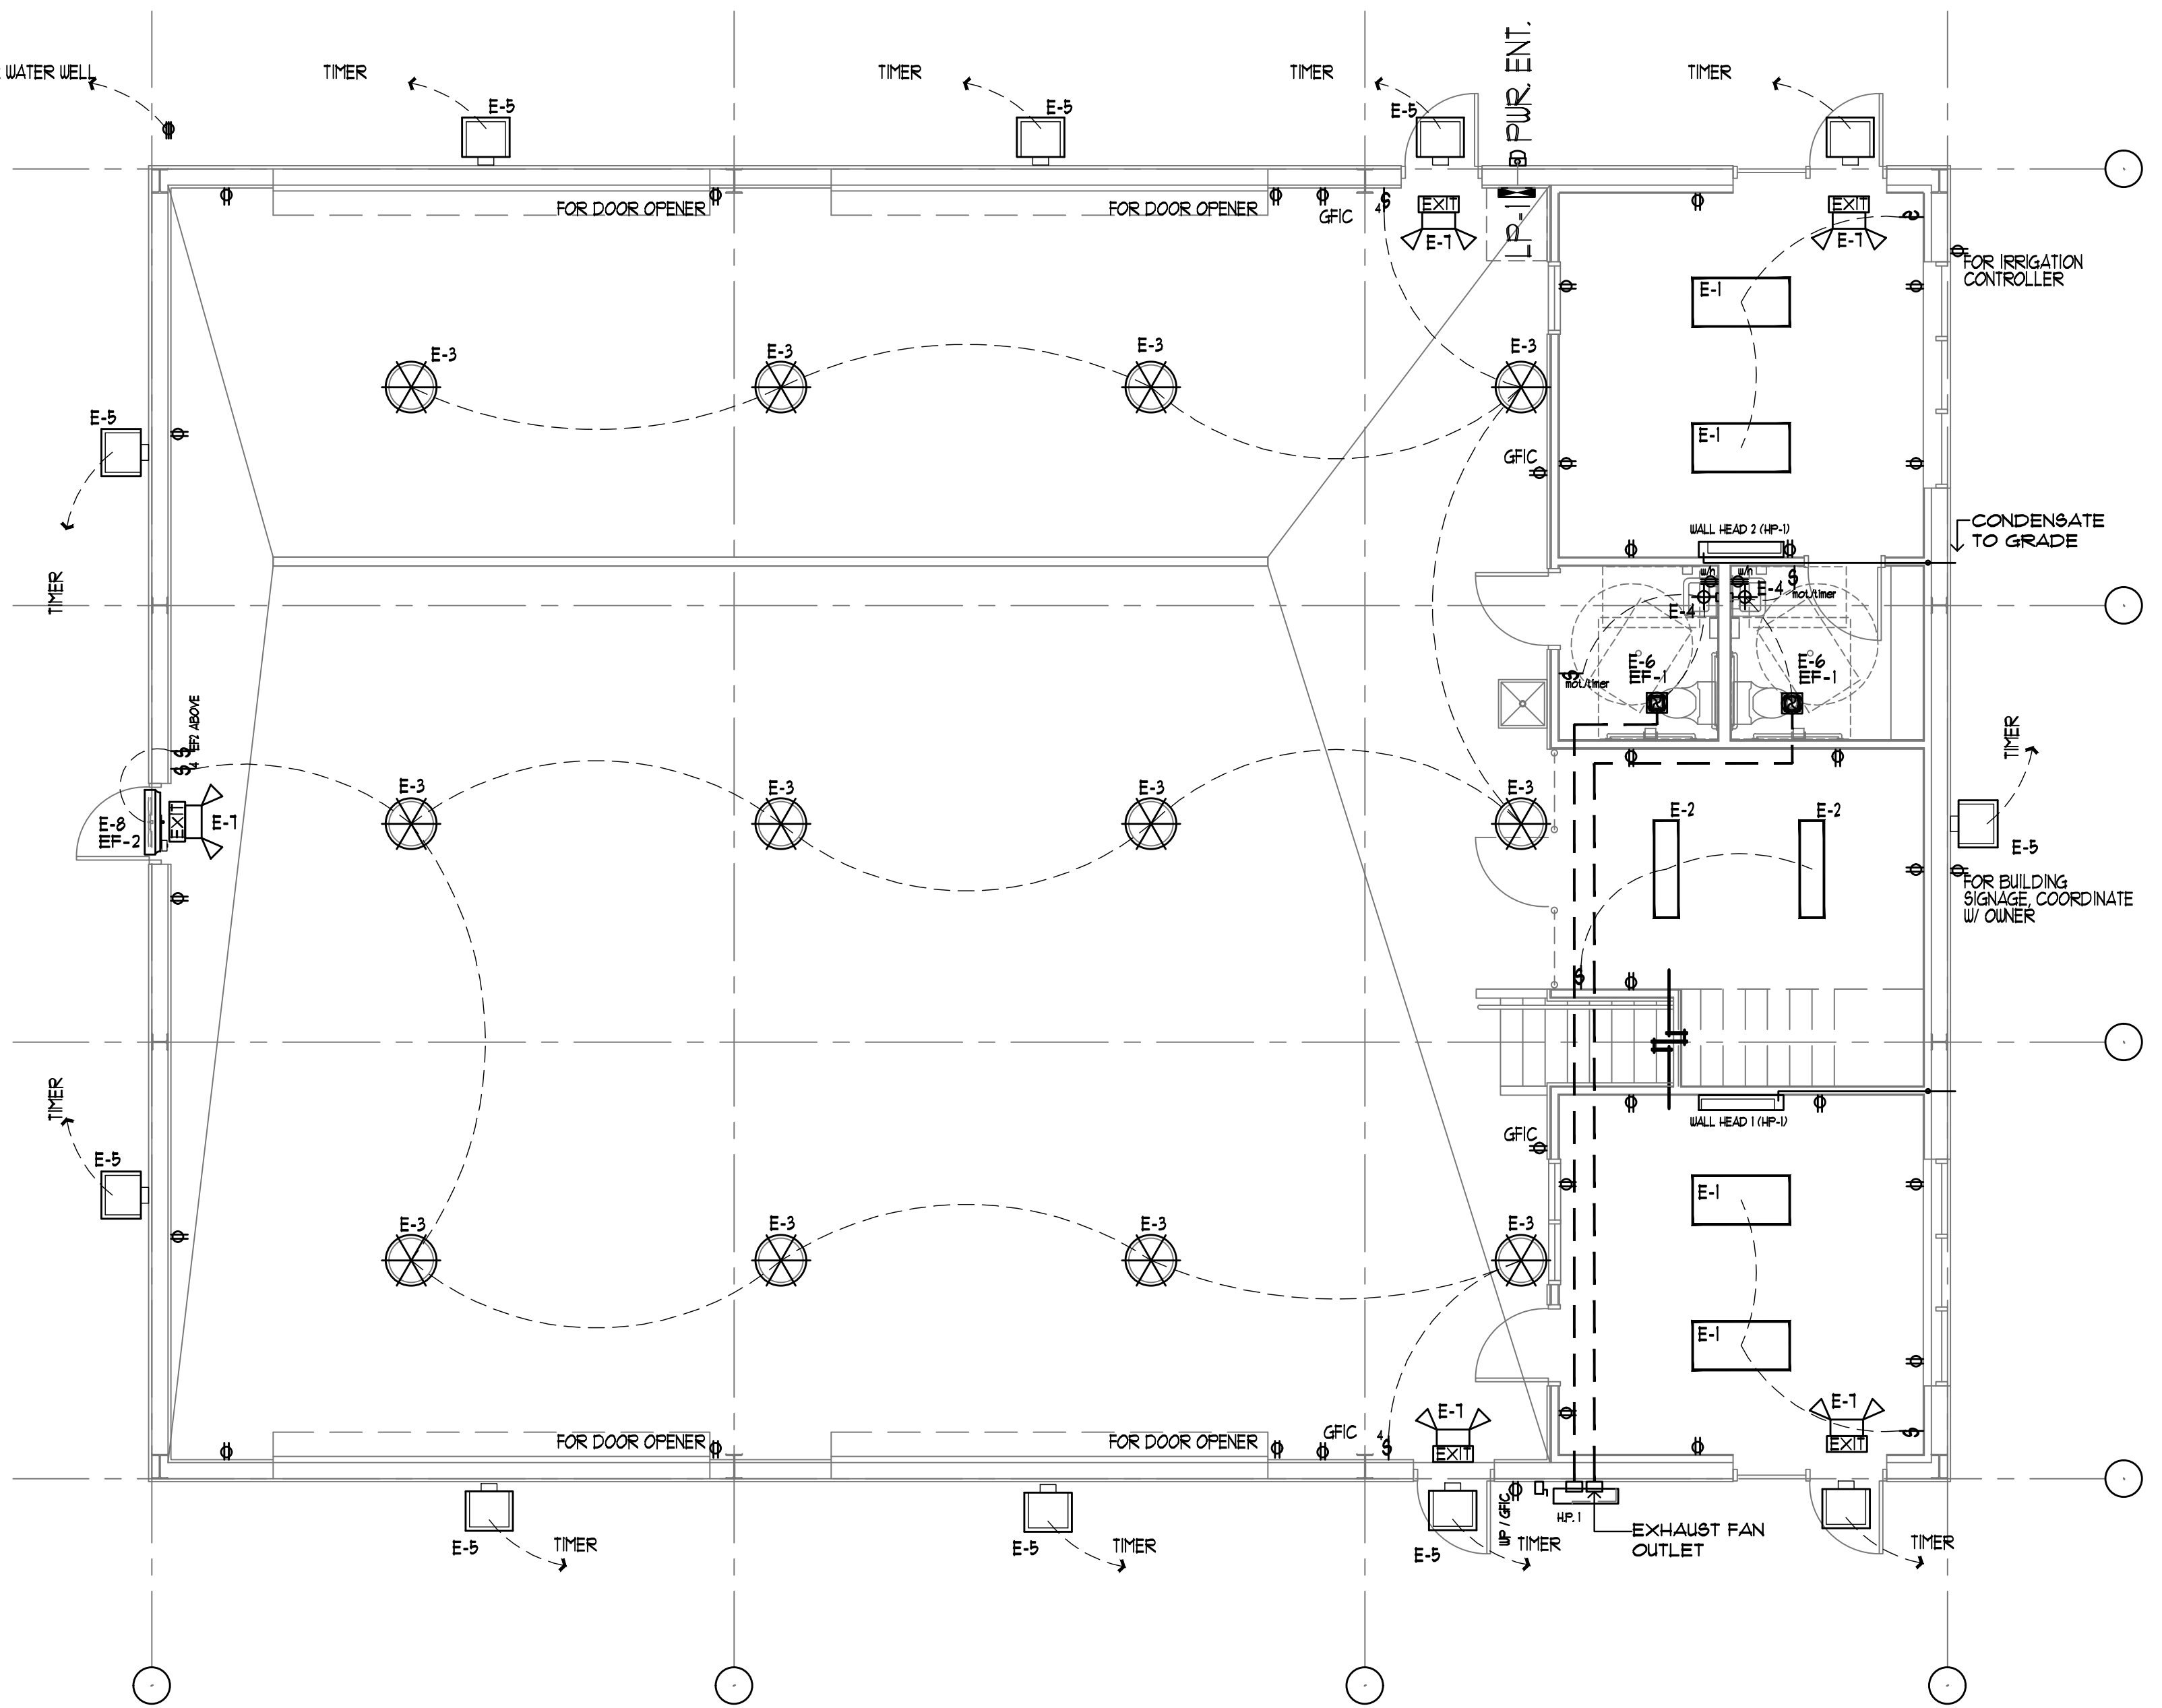 WATER WELL
TIMER
TIMER
TIMER
TIMER
PWR. ENT.
E-5
E-5
E-5
FOR DOOR OPENER
FOR DOOR OPENER
GFIC
4
S
EXIT
E-7
LP-1
EXIT
E-7
S
FOR IRRIGATION
CONTROLLER
E-1
E-3
E-3
E-3
E-3
E-5
E-1
GFIC
TIMER
WALL HEAD 2 (HP-1)
CONDENSATE
TO GRADE
w/h
w/h
S
E-4
mot/timer
E-4
E-6
EF-1
E-6
EF-1
S
mot/timer
EF2 ABOVE
S
S
4
TIMER
E-3
E-3
E-3
E-3
E-2
E-2
E-8
EF-2
EXIT
E-7
E-5
FOR BUILDING
SIGNAGE, COORDINATE
W/ OWNER
S
TIMER
WALL HEAD 1 (HP-1)
GFIC
E-5
E-1
E-3
E-3
E-3
E-3
E-1
E-7
EXIT
E-7
EXIT
S
FOR DOOR OPENER
FOR DOOR OPENER
GFIC
4
S
WP / GFIC
H.P. 1
EXHAUST FAN
OUTLET
E-5
TIMER
E-5
TIMER
E-5
TIMER
TIMER